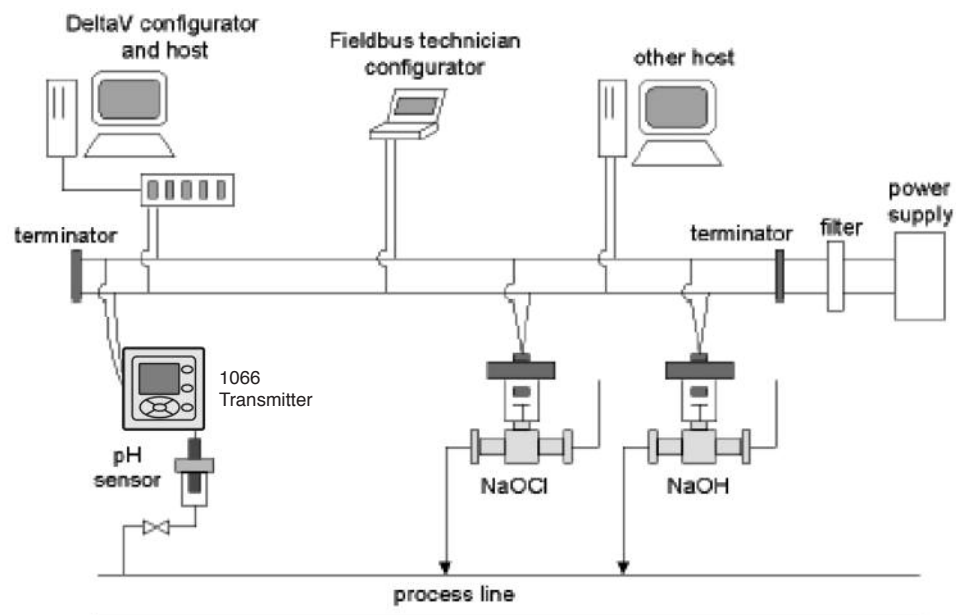 DeltaV configurator
and host
Fieldbus technician
configurator
other host
power
supply
terminator
terminator
filter
1066
Transmitter
pH
sensor
NaOCl
NaOH
process line